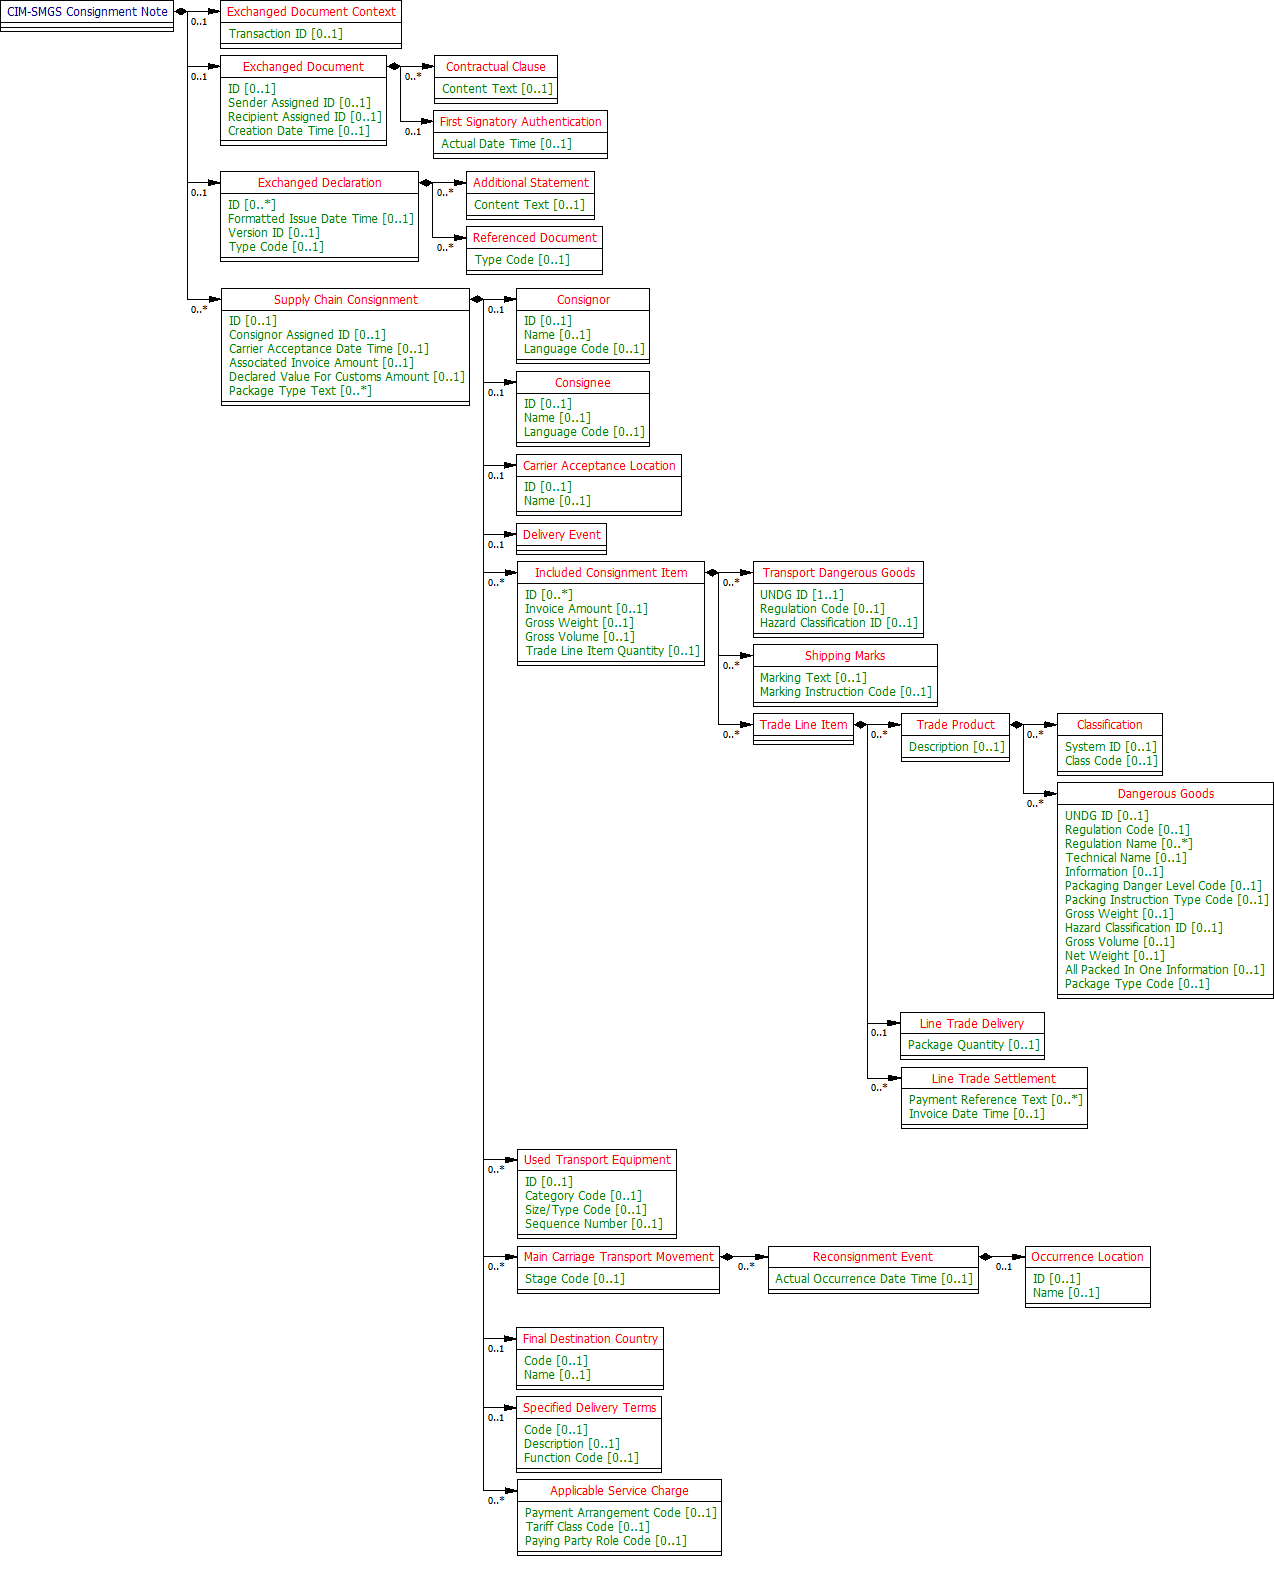 CIM-SMGS Consignment Note
0..1
Exchanged Document Context
Transaction ID [0..1]
0..1
Exchanged Document
ID [0..1]
Sender Assigned ID [0..1]
Recipient Assigned ID [0..1]
Creation Date Time [0..1]
0..*
Contractual Clause
Content Text [0..1]
0..1
First Signatory Authentication
Actual Date Time [0..1]
0..1
Exchanged Declaration
ID [0..*]
Formatted Issue Date Time [0..1]
Version ID [0..1]
Type Code [0..1]
0..*
Additional Statement
Content Text [0..1]
0..*
Referenced Document
Type Code [0..1]
0..*
Supply Chain Consignment
ID [0..1]
Consignor Assigned ID [0..1]
Carrier Acceptance Date Time [0..1]
Associated Invoice Amount [0..1]
Declared Value For Customs Amount [0..1]
Package Type Text [0..*]
0..1
Consignor
ID [0..1]
Name [0..1]
Language Code [0..1]
0..1
Consignee
ID [0..1]
Name [0..1]
Language Code [0..1]
0..1
Carrier Acceptance Location
ID [0..1]
Name [0..1]
0..1
Delivery Event
0..*
Included Consignment Item
ID [0..*]
Invoice Amount [0..1]
Gross Weight [0..1]
Gross Volume [0..1]
Trade Line Item Quantity [0..1]
0..*
Transport Dangerous Goods
UNDG ID [1..1]
Regulation Code [0..1]
Hazard Classification ID [0..1]
0..*
Shipping Marks
Marking Text [0..1]
Marking Instruction Code [0..1]
0..*
Trade Line Item
0..*
Trade Product
Description [0..1]
0..*
Classification
System ID [0..1]
Class Code [0..1]
0..*
Dangerous Goods
UNDG ID [0..1]
Regulation Code [0..1]
Regulation Name [0..*]
Technical Name [0..1]
Information [0..1]
Packaging Danger Level Code [0..1]
Packing Instruction Type Code [0..1]
Gross Weight [0..1]
Hazard Classification ID [0..1]
Gross Volume [0..1]
Net Weight [0..1]
All Packed In One Information [0..1]
Package Type Code [0..1]
0..1
Line Trade Delivery
Package Quantity [0..1]
0..*
Line Trade Settlement
Payment Reference Text [0..*]
Invoice Date Time [0..1]
0..*
Used Transport Equipment
ID [0..1]
Category Code [0..1]
Size/Type Code [0..1]
Sequence Number [0..1]
0..*
Main Carriage Transport Movement
Stage Code [0..1]
0..*
Reconsignment Event
Actual Occurrence Date Time [0..1]
0..1
Occurrence Location
ID [0..1]
Name [0..1]
0..1
Final Destination Country
Code [0..1]
Name [0..1]
0..1
Specified Delivery Terms
Code [0..1]
Description [0..1]
Function Code [0..1]
0..*
Applicable Service Charge
Payment Arrangement Code [0..1]
Tariff Class Code [0..1]
Paying Party Role Code [0..1]